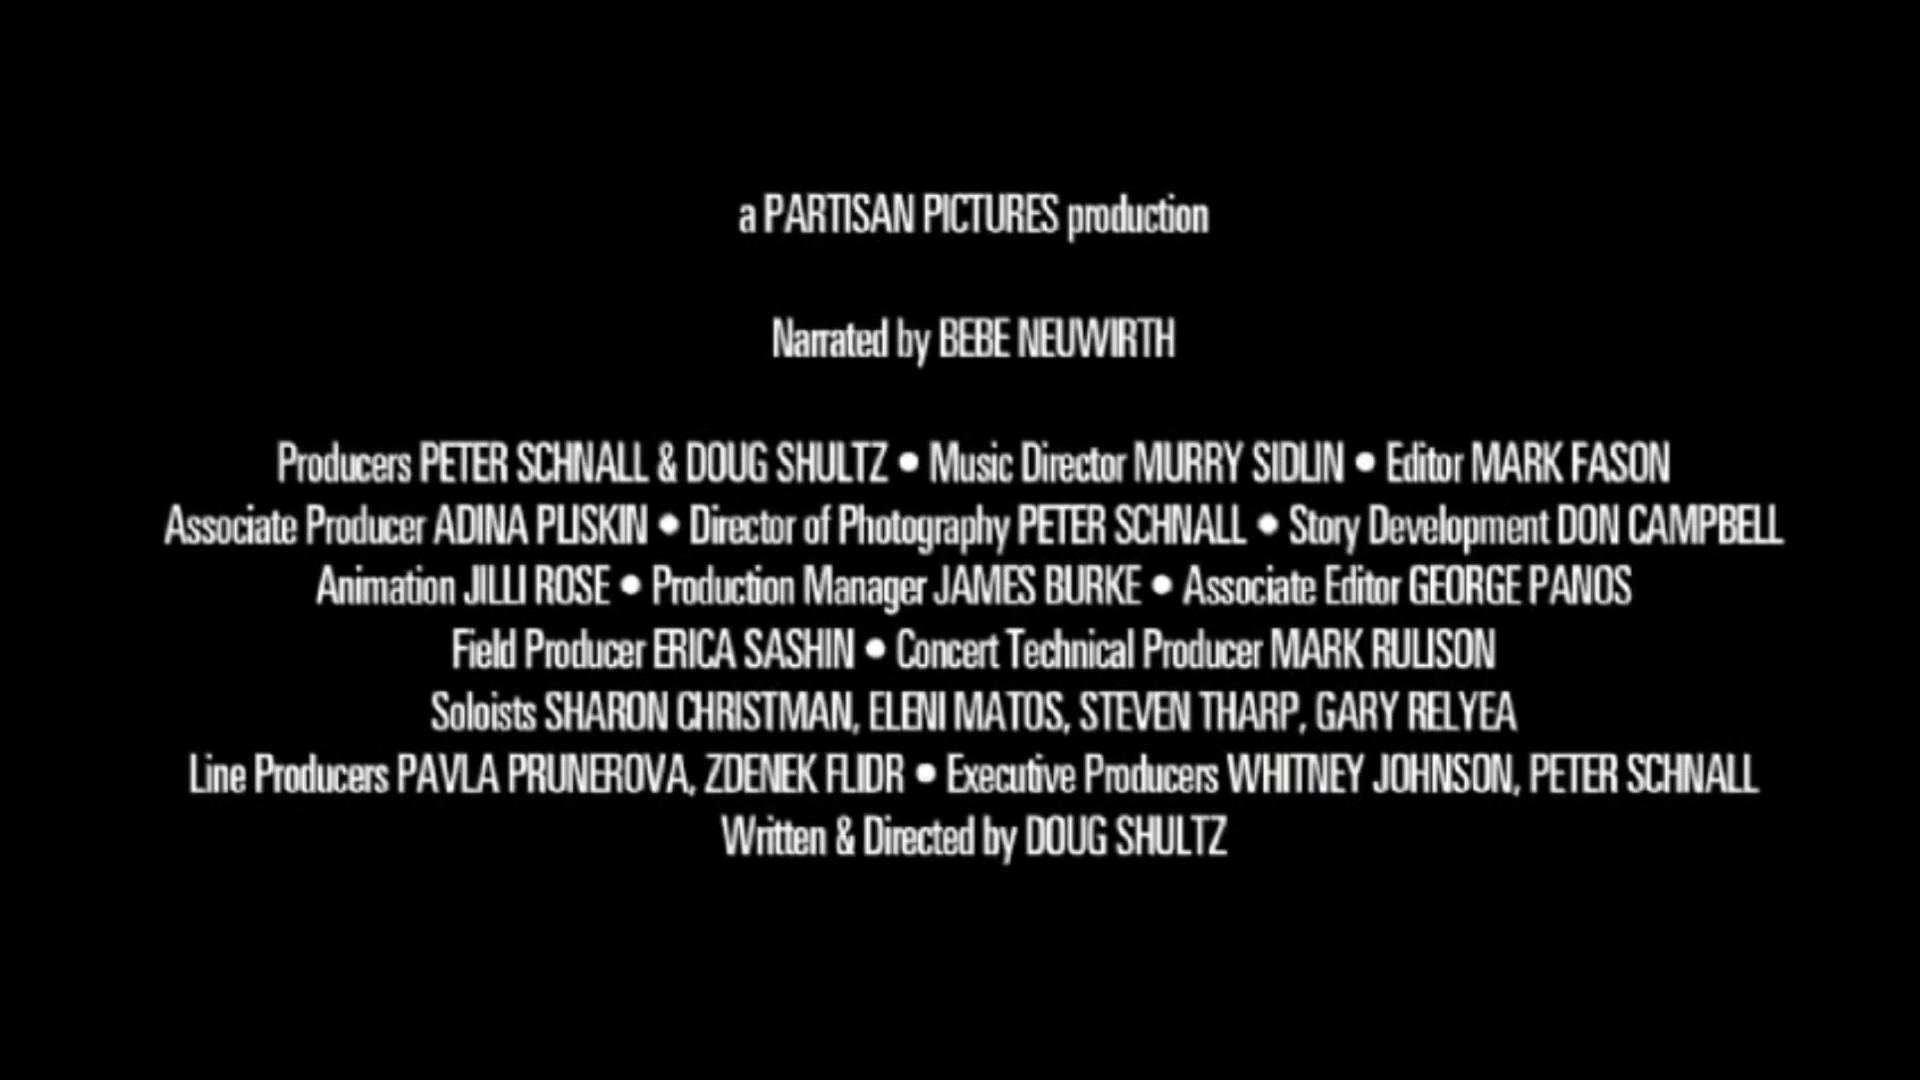 a PARTISAN PICTURES production
Narrated by BEBE NEUWIRTH
Producers PETER SCHNALL & DOUG SHULTZ • Music Director MURRY SIDLIN • Editor MARK FASON
Associate Producer ADINA PLISKIN • Director of Photography PETER SCHNALL • Story Development DON CAMPBELL
Animation JILLI ROSE • Production Manager JAMES BURKE • Associate Editor GEORGE PANOS
Field Producer ERICA SASHIN • Concert Technical Producer MARK RULISON
Soloists SHARON CHRISTMAN, ELENI MATOS, STEVEN THARP, GARY RELYEA
Line Producers PAVLA PRUNEROVA, ZDENEK FLIDR • Executive Producers WHITNEY JOHNSON, PETER SCHNALL
Written & Directed by DOUG SHULTZ